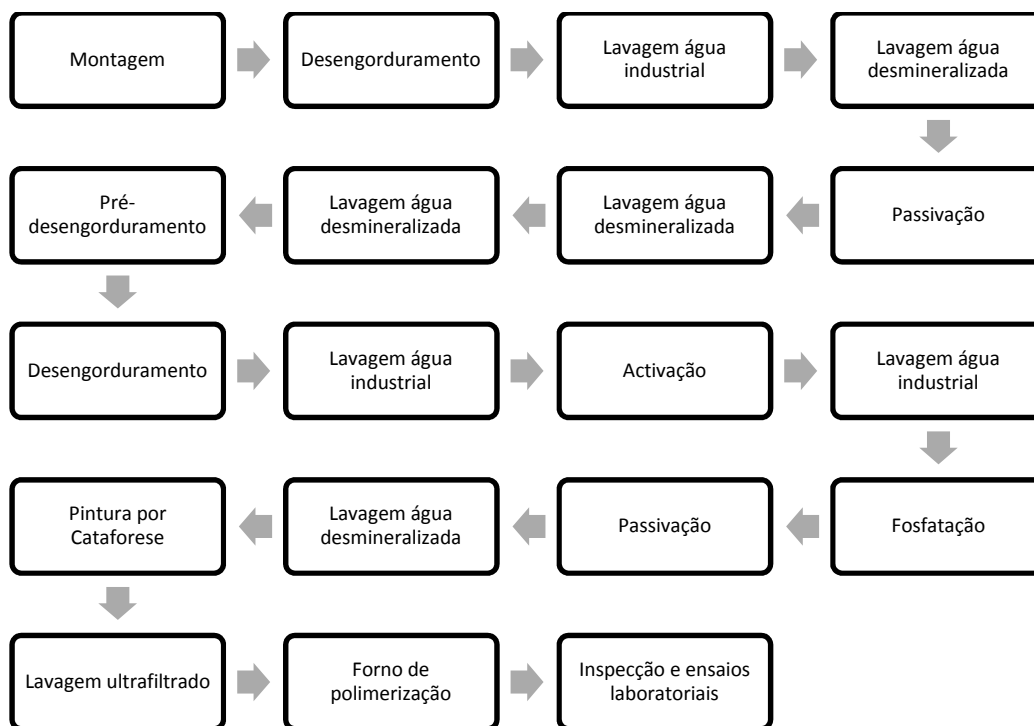 Montagem
Desengorduramento
Lavagem água
industrial
Lavagem água
desmineralizada
Passivação
Lavagem água
desmineralizada
Lavagem água
desmineralizada
Pré-
desengorduramento
Desengorduramento
Lavagem água
industrial
Activação
Lavagem água
industrial
Fosfatação
Passivação
Lavagem água
desmineralizada
Pintura por
Cataforese
Lavagem ultrafiltrado
Forno de
polimerização
Inspecção e ensaios
laboratoriais